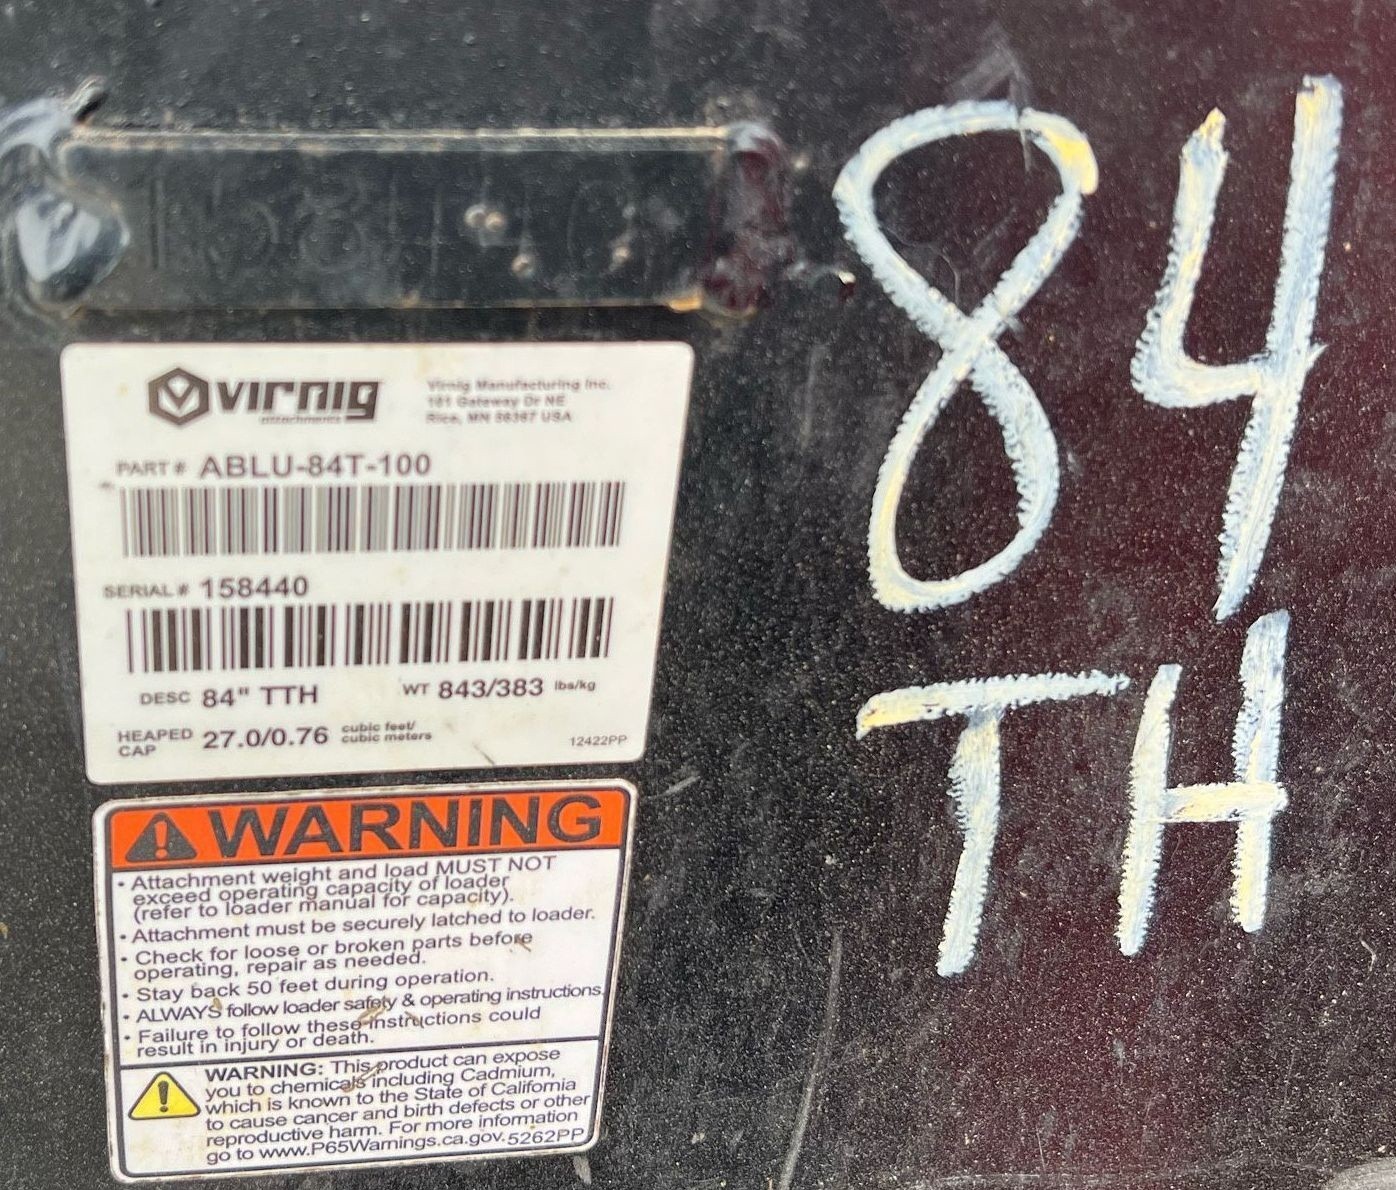 158440
84
TH
virnig
attachments
Virnig Manufacturing Inc.
101 Gateway Dr NE
Rice, MN 56367 USA
PART # ABLU-84T-100
SERIAL # 158440
DESC 84" TTH WT 843/383 lbs/kg
HEAPED CAP 27.0/0.76 cubic feet/ cubic meters
12422PP
WARNING
• Attachment weight and load MUST NOT
exceed operating capacity of loader
(refer to loader manual for capacity).
• Attachment must be securely latched to loader.
• Check for loose or broken parts before
operating, repair as needed.
• Stay back 50 feet during operation.
• ALWAYS follow loader safety & operating instructions.
• Failure to follow these instructions could
result in injury or death.
WARNING: This product can expose
you to chemicals including Cadmium,
which is known to the State of California
to cause cancer and birth defects or other
reproductive harm. For more information
go to www.P65Warnings.ca.gov. 5262PP